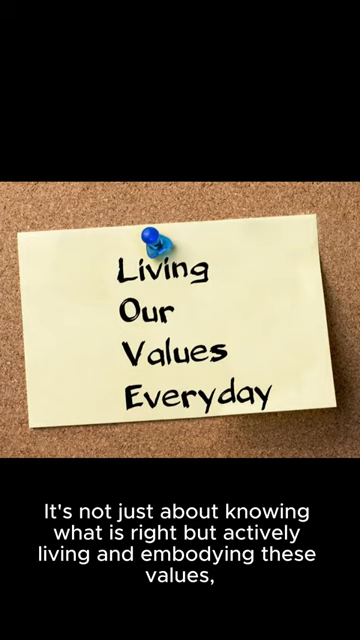 Living
Our
Values
Everyday
It's not just about knowing
what is right but actively
living and embodying these
values,